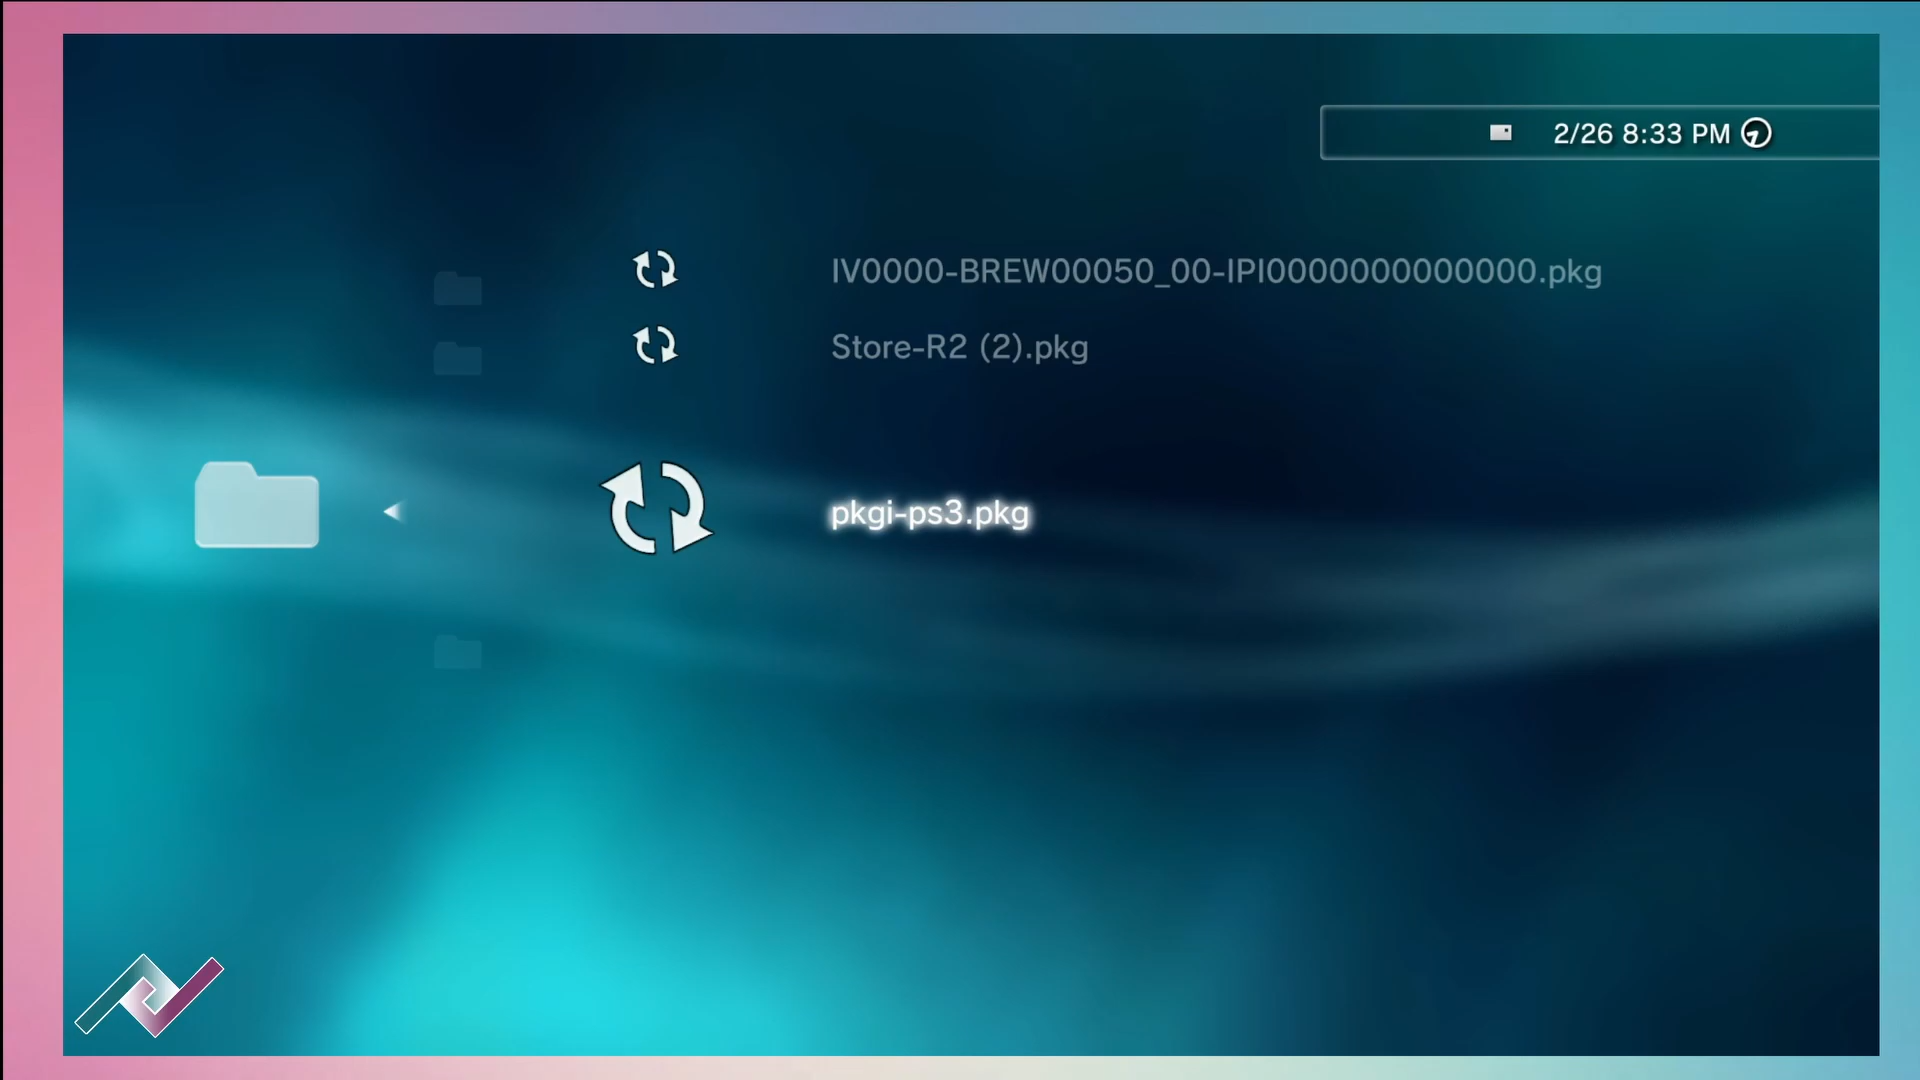 2/26 8:33 PM
IV0000-BREW00050_00-IPI0000000000000.pkg
Store-R2 (2).pkg
pkgi-ps3.pkg